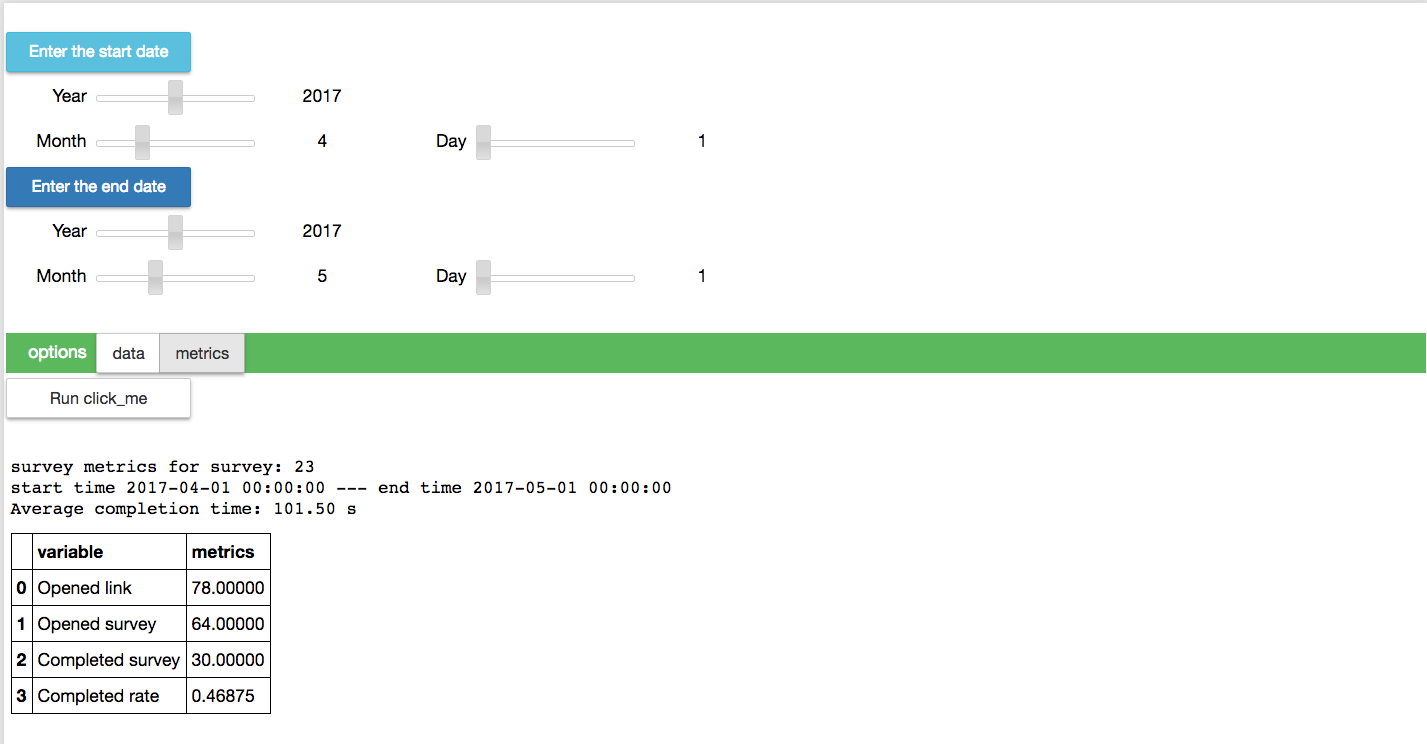 Enter the start date
Year 2017
Month 4 Day 1
Enter the end date
Year 2017
Month 5 Day 1
options data metrics
Run click_me
survey metrics for survey: 23
start time 2017-04-01 00:00:00 --- end time 2017-05-01 00:00:00
Average completion time: 101.50 s
variable metrics
0 Opened link 78.00000
1 Opened survey 64.00000
2 Completed survey 30.00000
3 Completed rate 0.46875